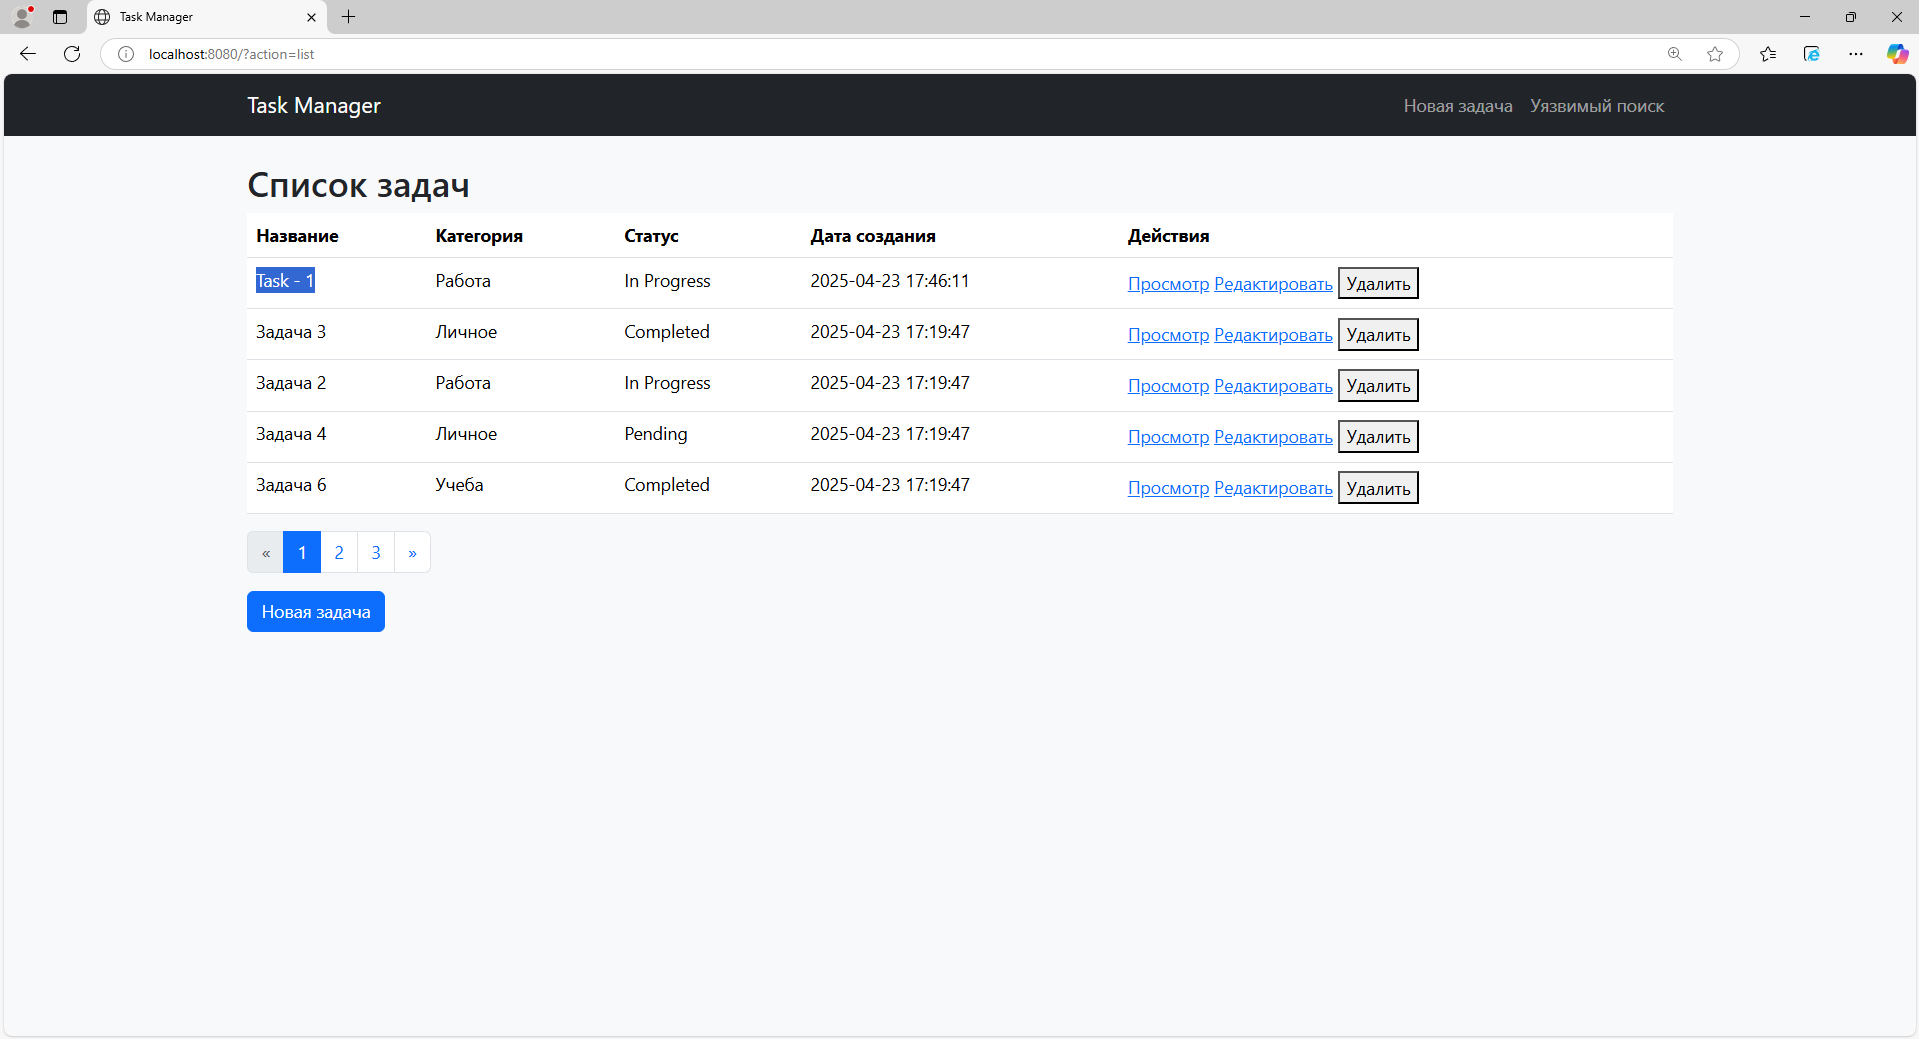 Task Manager
localhost:8080/?action=list
Task Manager Новая задача Уязвимый поиск
Список задач
Название Категория Статус Дата создания Действия
Task - 1 Работа In Progress 2025-04-23 17:46:11 Просмотр Редактировать Удалить
Задача 3 Личное Completed 2025-04-23 17:19:47 Просмотр Редактировать Удалить
Задача 2 Работа In Progress 2025-04-23 17:19:47 Просмотр Редактировать Удалить
Задача 4 Личное Pending 2025-04-23 17:19:47 Просмотр Редактировать Удалить
Задача 6 Учеба Completed 2025-04-23 17:19:47 Просмотр Редактировать Удалить
« 1 2 3 »
Новая задача